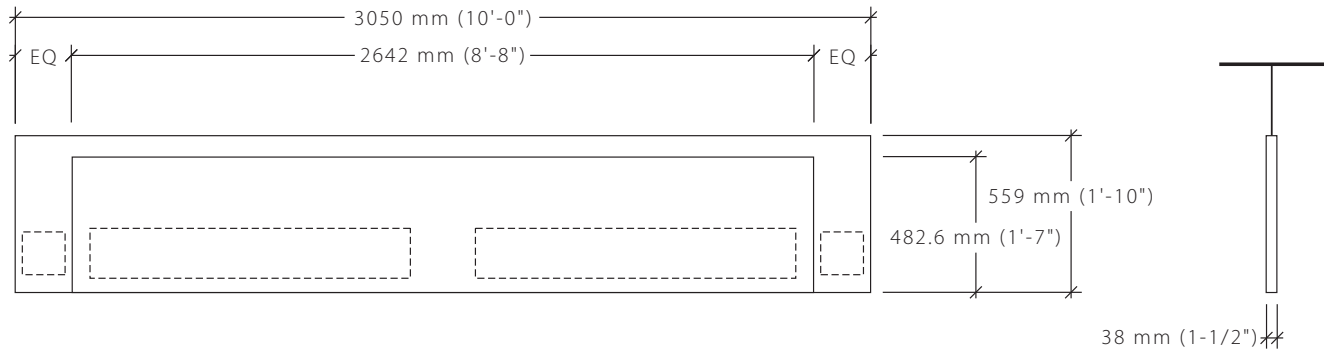 3050 mm (10'-0")
EQ
2642 mm (8'-8")
EQ
559 mm (1'-10")
482.6 mm (1'-7")
38 mm (1-1/2")